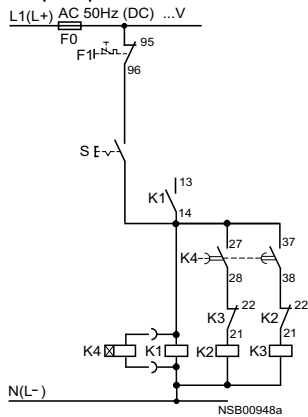 L1(L+) AC 50Hz (DC) ...V
F0
F1 95
96
S
K1 13
14
27 37
K4
28 38
K3 22 K2 22
21 21
K4 K1 K2 K3
N(L-)
NSB00948a